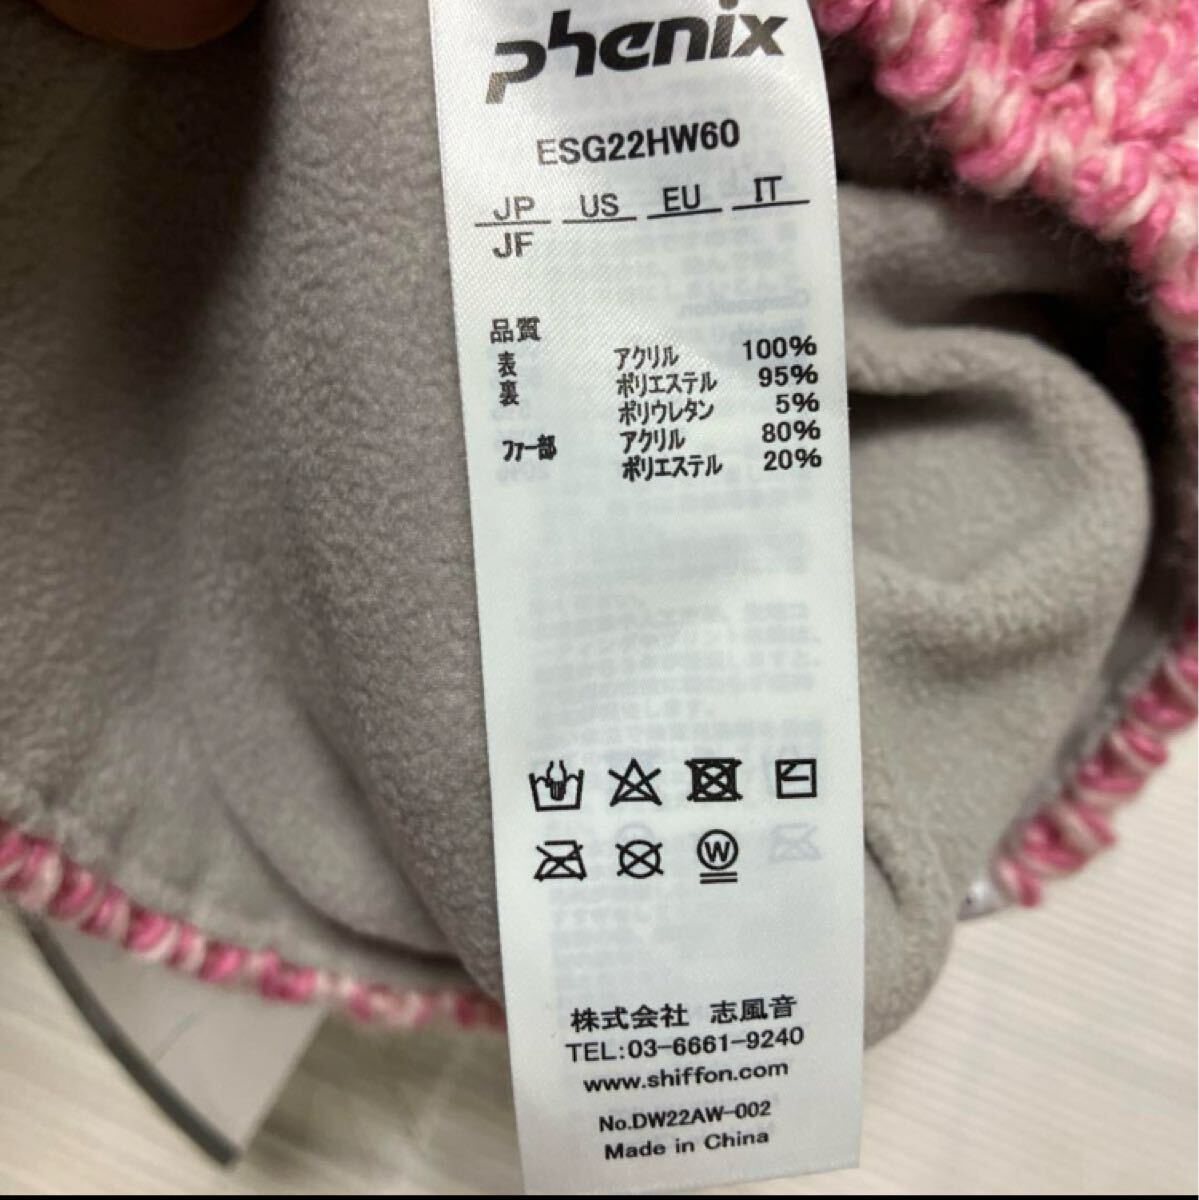 phenix
ESG22HW60
JP US EU IT
JF
品質
表 アクリル 100%
裏 ポリエステル 95%
ポリウレタン 5%
ファー部 アクリル 80%
ポリエステル 20%
W
株式会社 志風音
TEL:03-6661-9240
www.shiffon.com
No.DW22AW-002
Made in China